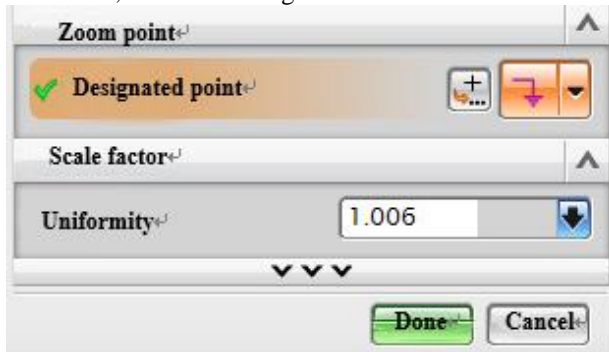 Zoom point
Designated point
Scale factor
Uniformity 1.006
Done Cancel